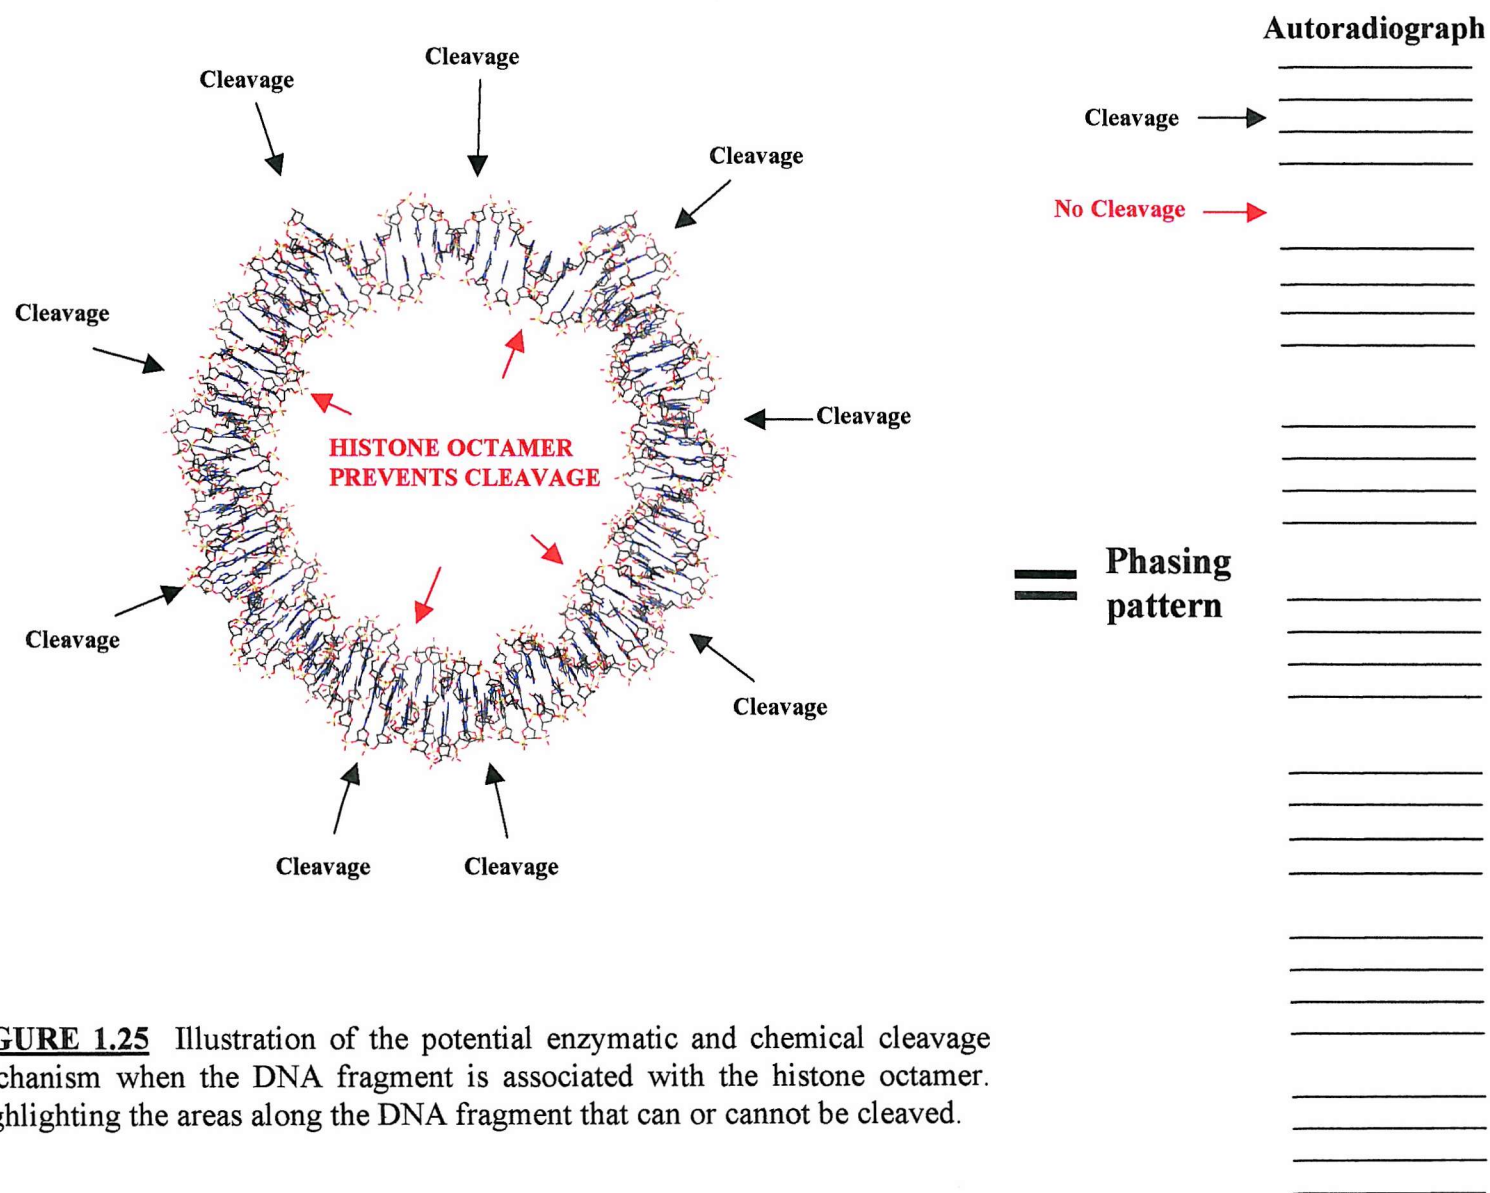 Autoradiograph
Cleavage
Cleavage
Cleavage
Cleavage
No Cleavage
Cleavage
Cleavage
HISTONE OCTAMER
PREVENTS CLEAVAGE
Phasing
pattern
Cleavage
Cleavage
Cleavage
Cleavage
GURE 1.25 Illustration of the potential enzymatic and chemical cleavage
chanism when the DNA fragment is associated with the histone octamer.
ghlighting the areas along the DNA fragment that can or cannot be cleaved.